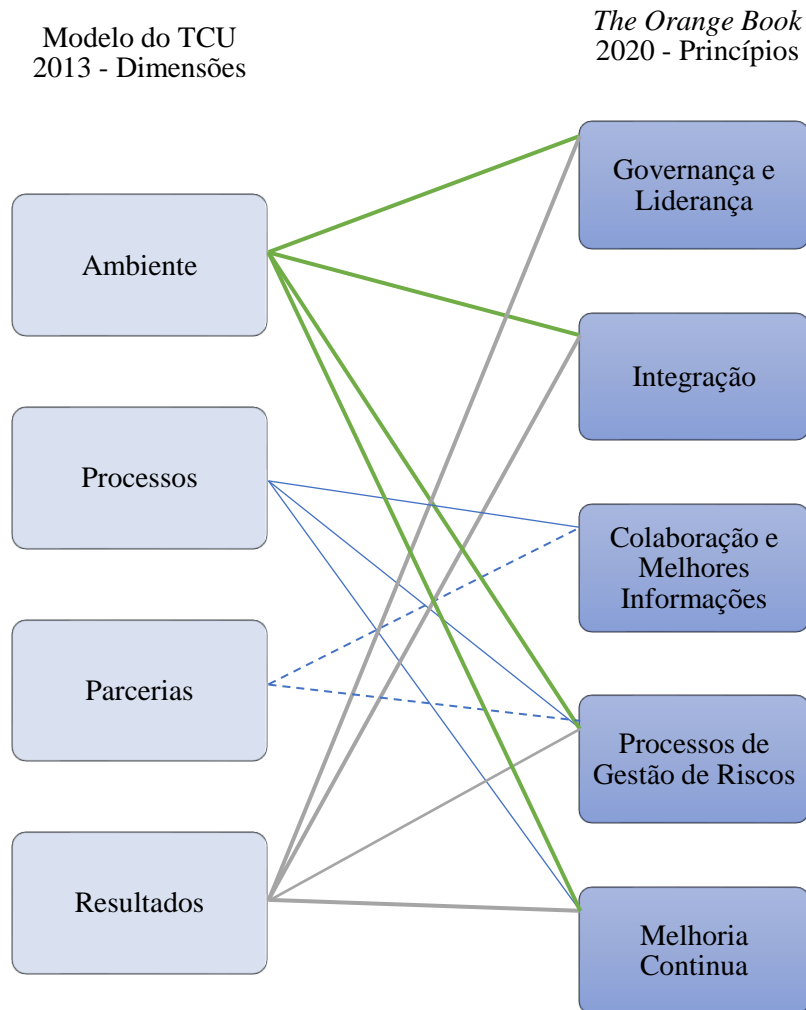 Modelo do TCU
2013 - Dimensões
The Orange Book
2020 - Princípios
Ambiente
Processos
Parcerias
Resultados
Governança e
Liderança
Integração
Colaboração e
Melhores
Informações
Processos de
Gestão de Riscos
Melhoria
Continua